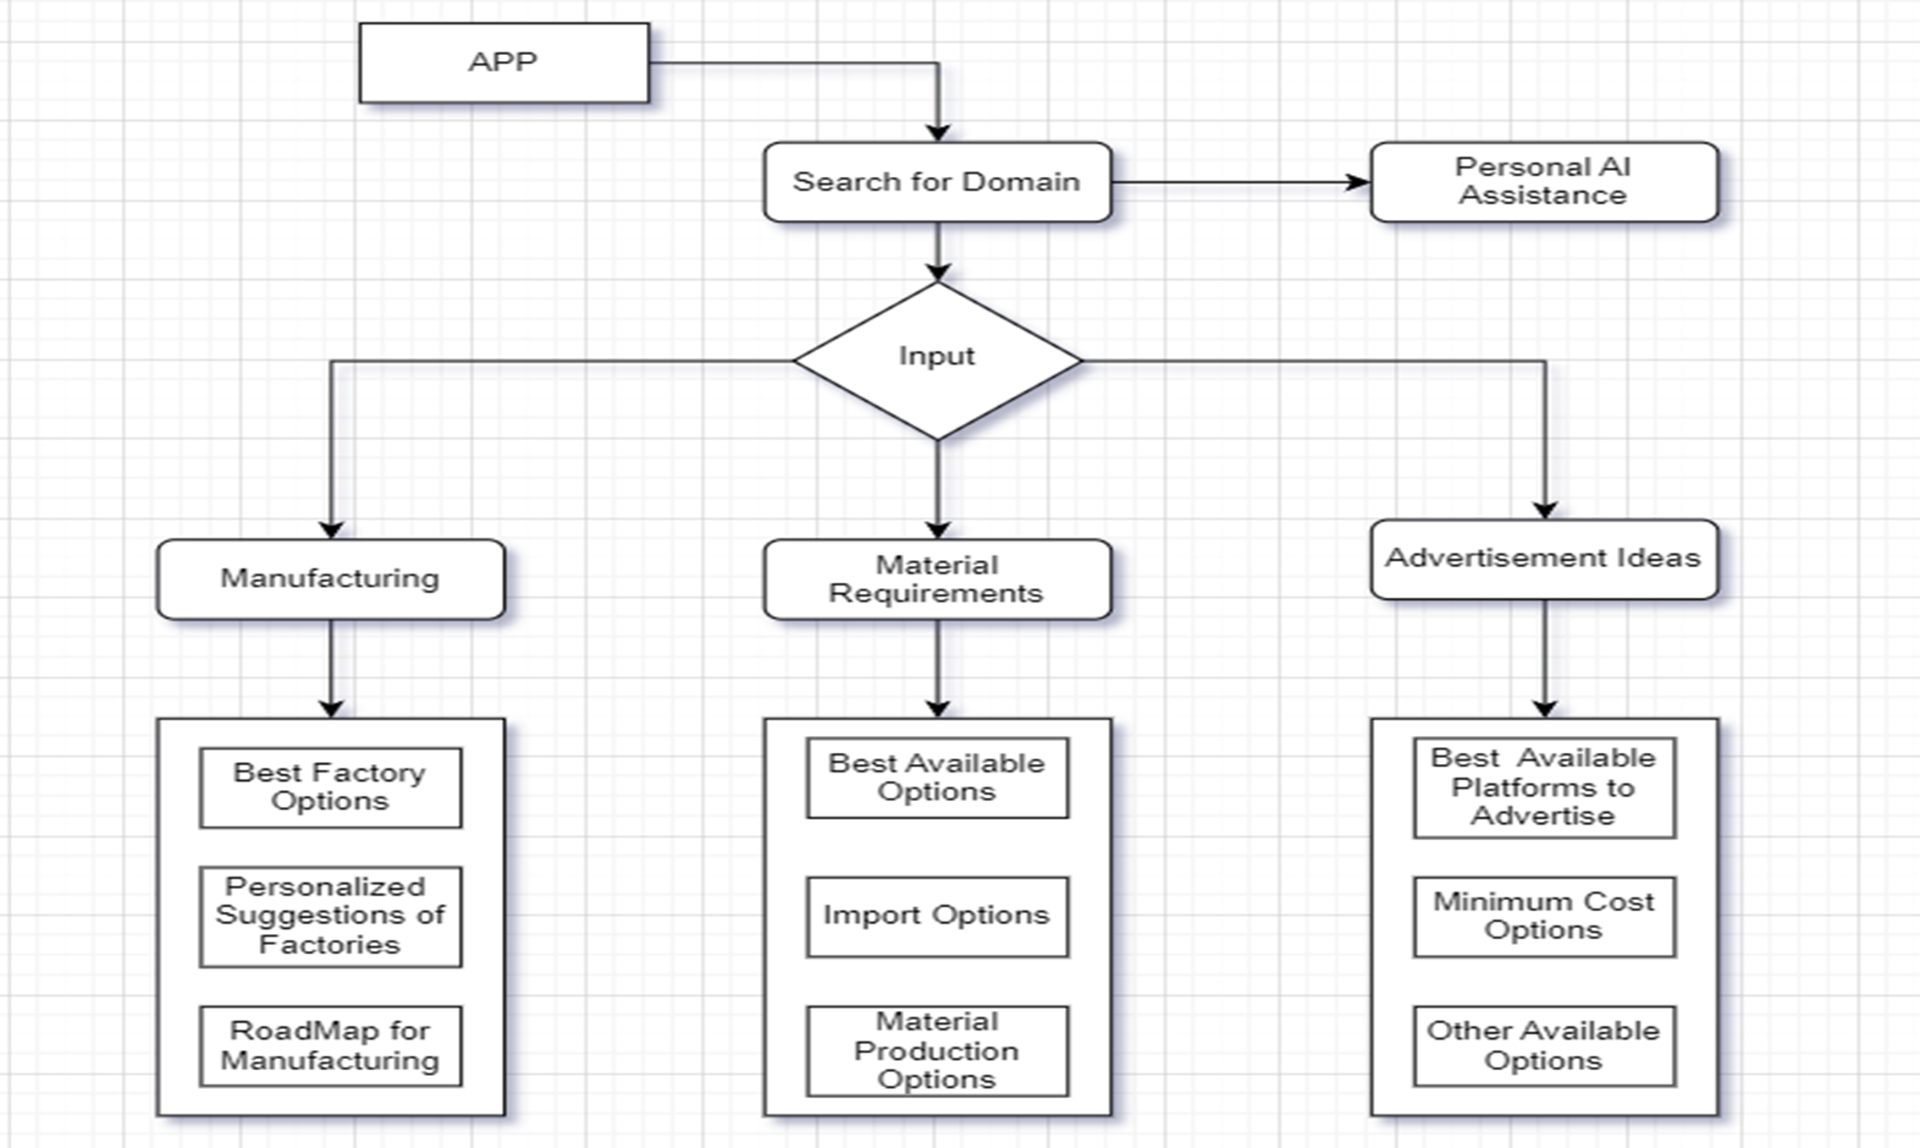 APP
Search for Domain
Personal AI
Assistance
Input
Manufacturing
Material
Requirements
Advertisement Ideas
Best Factory
Options
Personalized
Suggestions of
Factories
RoadMap for
Manufacturing
Best Available
Options
Import Options
Material
Production
Options
Best  Available
Platforms to
Advertise
Minimum Cost
Options
Other Available
Options